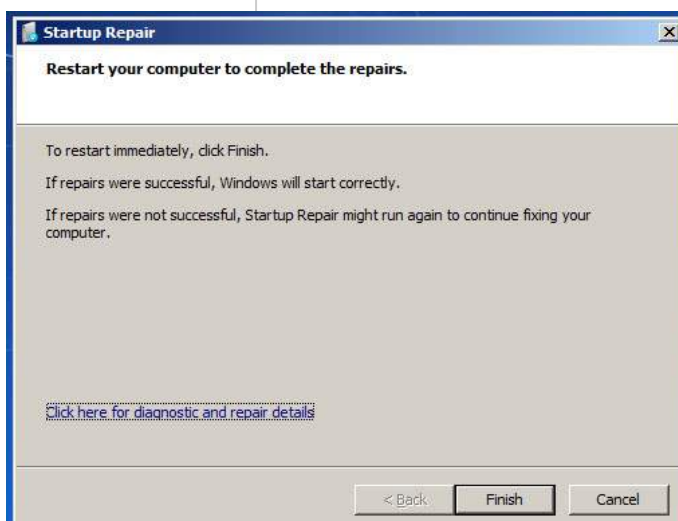 Startup Repair
Restart your computer to complete the repairs.
To restart immediately, click Finish.
If repairs were successful, Windows will start correctly.
If repairs were not successful, Startup Repair might run again to continue fixing your
computer.
Click here for diagnostic and repair details
< Back Finish Cancel